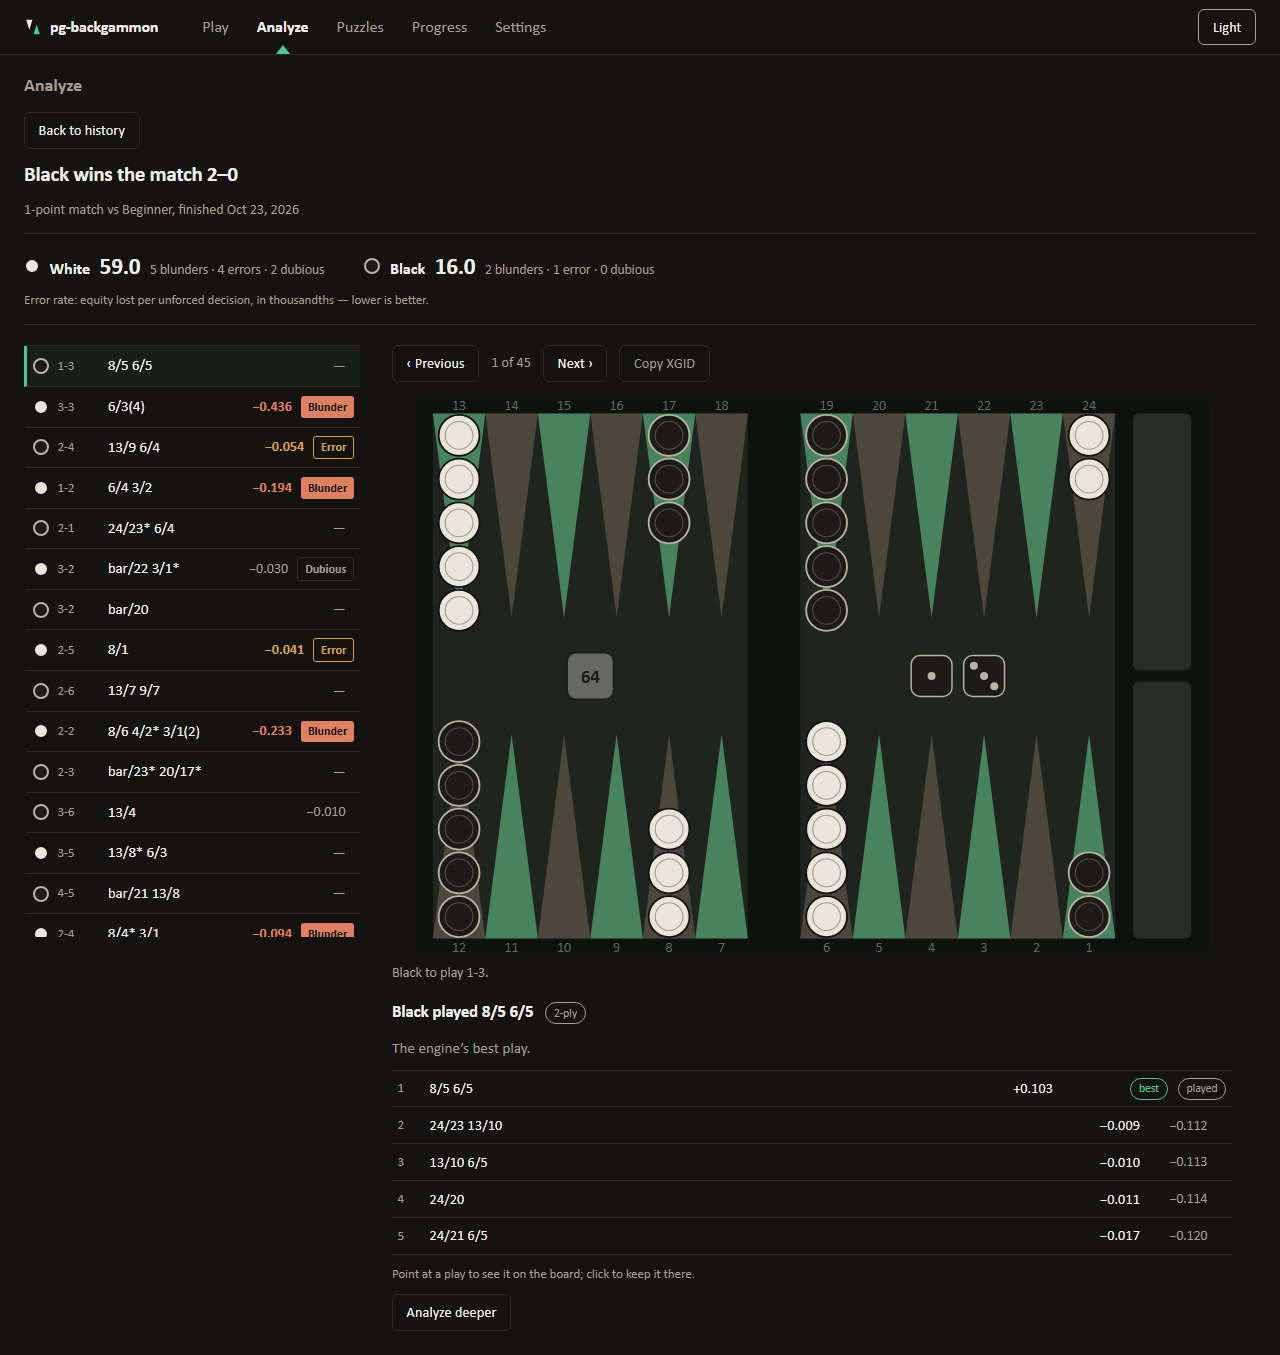 pg-backgammon Play Analyze Puzzles Progress Settings Light
Analyze
Back to history
Black wins the match 2–0
1-point match vs Beginner, finished Oct 23, 2026
White 59.0 5 blunders · 4 errors · 2 dubious Black 16.0 2 blunders · 1 error · 0 dubious
Error rate: equity lost per unforced decision, in thousandths — lower is better.
1-3 8/5 6/5 —
3-3 6/3(4) −0.436 Blunder
2-4 13/9 6/4 −0.054 Error
1-2 6/4 3/2 −0.194 Blunder
2-1 24/23* 6/4 —
3-2 bar/22 3/1* −0.030 Dubious
3-2 bar/20 —
2-5 8/1 −0.041 Error
2-6 13/7 9/7 —
2-2 8/6 4/2* 3/1(2) −0.233 Blunder
2-3 bar/23* 20/17* —
3-6 13/4 −0.010
3-5 13/8* 6/3 —
4-5 bar/21 13/8 —
2-4 8/4* 3/1 −0.094 Blunder
‹ Previous 1 of 45 Next › Copy XGID
13 14 15 16 17 18 19 20 21 22 23 24
64
12 11 10 9 8 7 6 5 4 3 2 1
Black to play 1-3.
Black played 8/5 6/5 2-ply
The engine’s best play.
1 8/5 6/5 +0.103 best played
2 24/23 13/10 −0.009 −0.112
3 13/10 6/5 −0.010 −0.113
4 24/20 −0.011 −0.114
5 24/21 6/5 −0.017 −0.120
Point at a play to see it on the board; click to keep it there.
Analyze deeper